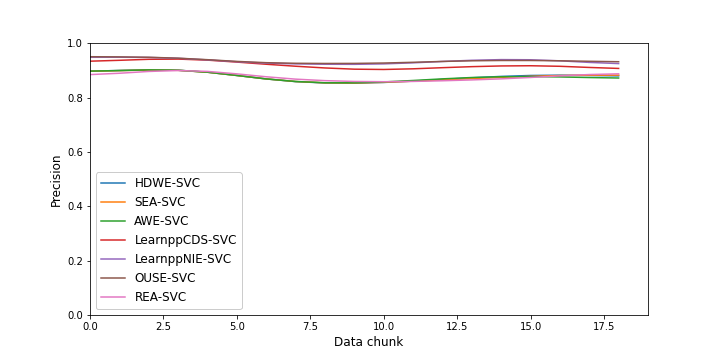 1.0
0.8
0.6
0.4
0.2
0.0
Precision
HDWE-SVC
SEA-SVC
AWE-SVC
LearnppCDS-SVC
LearnppNIE-SVC
OUSE-SVC
REA-SVC
0.0 2.5 5.0 7.5 10.0 12.5 15.0 17.5
Data chunk